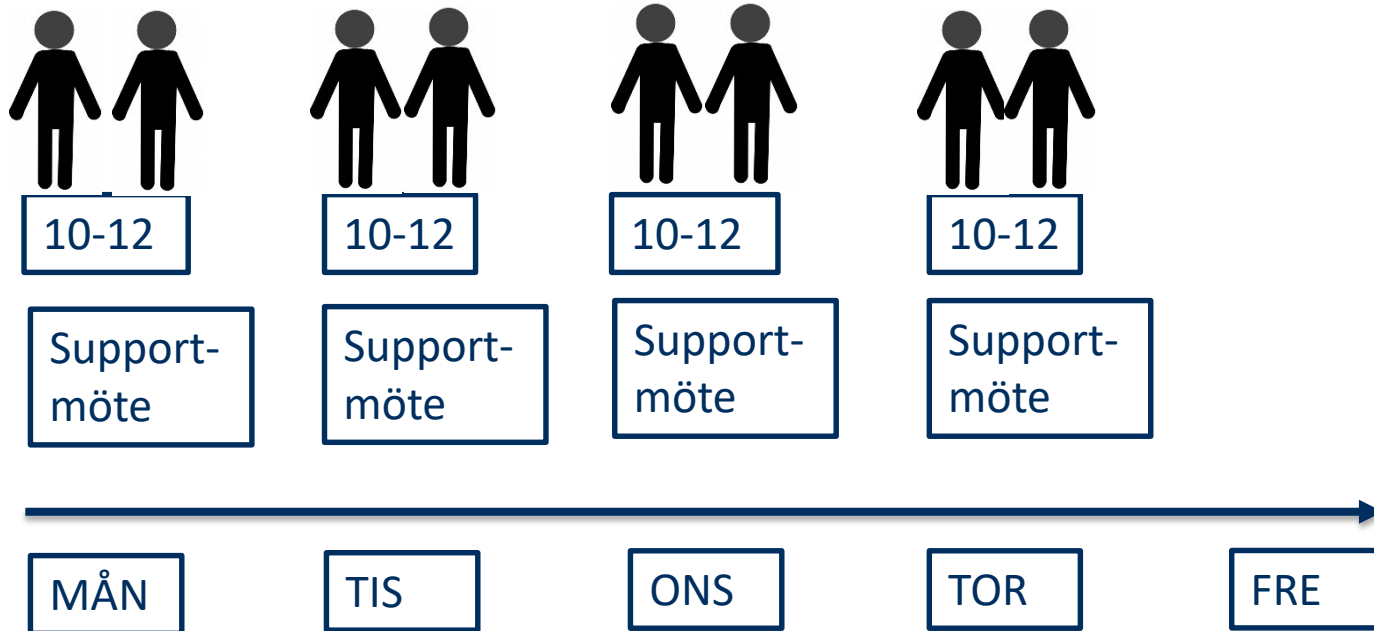 10-12
10-12
10-12
10-12
Support-
möte
Support-
möte
Support-
möte
Support-
möte
MÅN
TIS
ONS
TOR
FRE